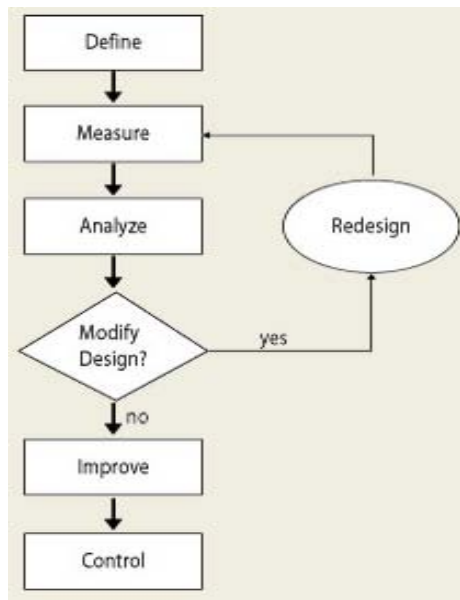 Define
Measure
Analyze
Redesign
Modify
Design?
yes
no
Improve
Control